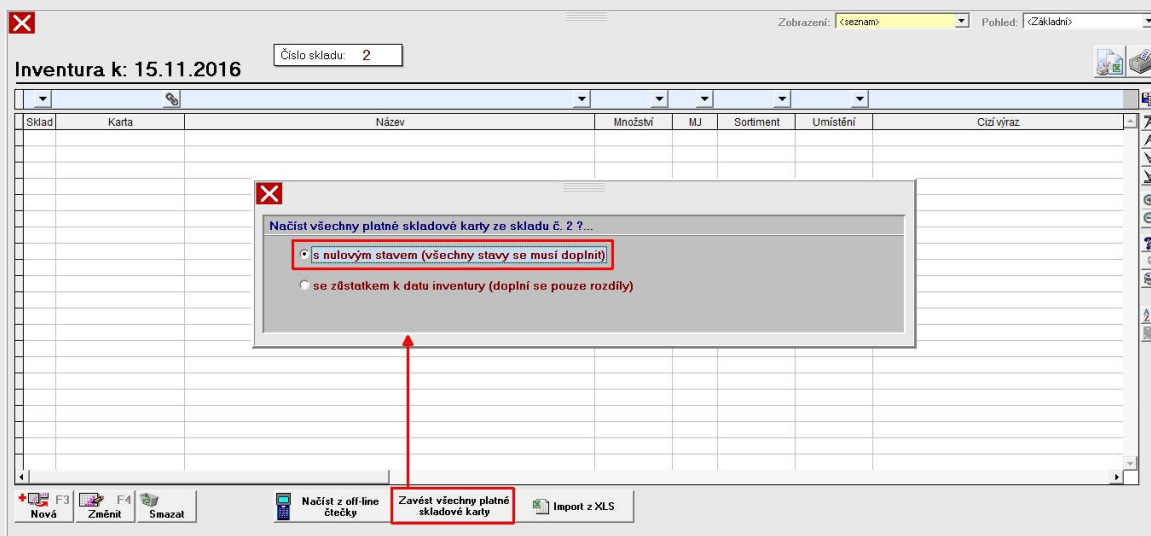 Zobrazení: <seznam> Pohled: <Základní>
Číslo skladu: 2
Inventura k: 15.11.2016
Sklad Karta Název Množství MJ Sortiment Umístění Cizí výraz
Načíst všechny platné skladové karty ze skladu č. 2 ?...
s nulovým stavem (všechny stavy se musí doplnit)
se zůstatkem k datu inventury (doplní se pouze rozdíly)
F3 F4
Nová Změnit Smazat
Načíst z off-line čtečky
Zavést všechny platné
skladové karty
Import z XLS